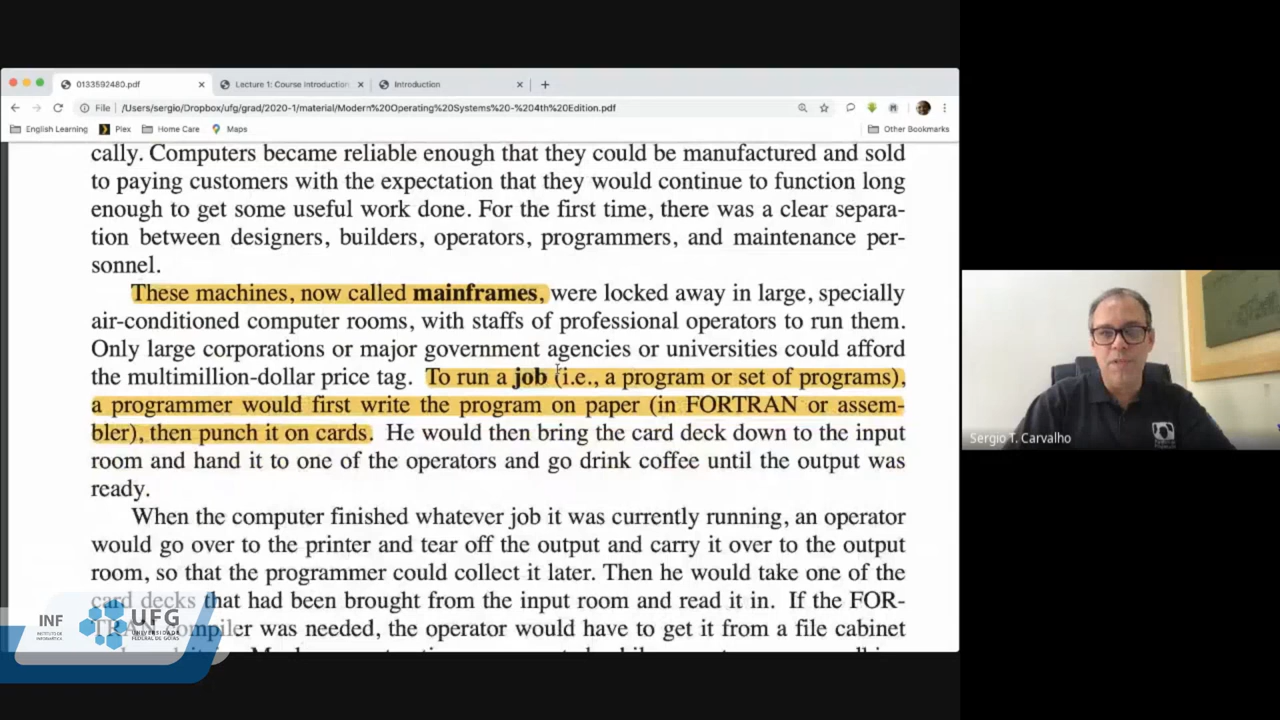 0133592480.pdf
Lecture 1: Course Introduction
Introduction
File | /Users/sergio/Dropbox/ufg/grad/2020-1/material/Modern%20Operating%20Systems%20-%204th%20Edition.pdf
English Learning Plex Home Care Maps Other Bookmarks
cally. Computers became reliable enough that they could be manufactured and sold
to paying customers with the expectation that they would continue to function long
enough to get some useful work done. For the first time, there was a clear separa-
tion between designers, builders, operators, programmers, and maintenance per-
sonnel.
These machines, now called mainframes, were locked away in large, specially
air-conditioned computer rooms, with staffs of professional operators to run them.
Only large corporations or major government agencies or universities could afford
the multimillion-dollar price tag. To run a job (i.e., a program or set of programs),
a programmer would first write the program on paper (in FORTRAN or assem-
bler), then punch it on cards. He would then bring the card deck down to the input
room and hand it to one of the operators and go drink coffee until the output was
ready.
When the computer finished whatever job it was currently running, an operator
would go over to the printer and tear off the output and carry it over to the output
room, so that the programmer could collect it later. Then he would take one of the
card decks that had been brought from the input room and read it in. If the FOR-
TRAN compiler was needed, the operator would have to get it from a file cabinet
Sergio T. Carvalho
INF
INSTITUTO DE
INFORMÁTICA
UFG
UNIVERSIDADE
FEDERAL DE GOIÁS